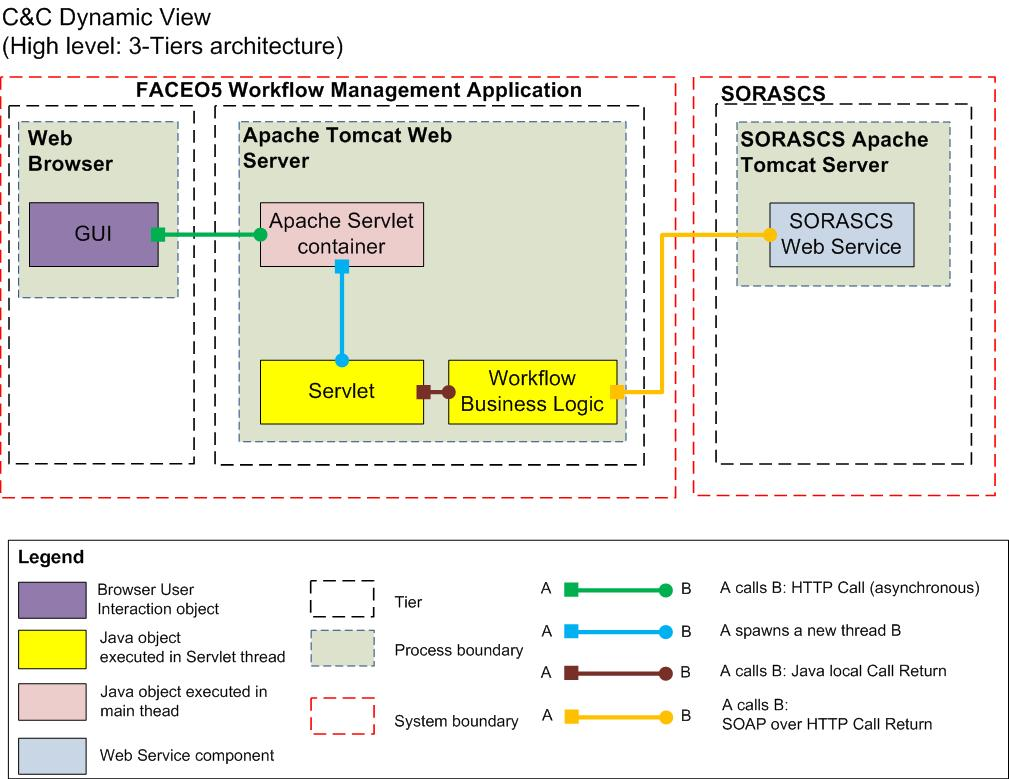 C&C Dynamic View
(High level: 3-Tiers architecture)
FACEO5 Workflow Management Application
SORASCS
Web
Browser
Apache Tomcat Web
Server
SORASCS Apache
Tomcat Server
GUI
Apache Servlet
container
SORASCS
Web Service
Servlet
Workflow
Business Logic
Legend
Browser User
Interaction object
Java object
executed in Servlet thread
Java object executed in
main thead
Web Service component
Tier
Process boundary
System boundary
A B A calls B: HTTP Call (asynchronous)
A B A spawns a new thread B
A B A calls B: Java local Call Return
A B A calls B:
SOAP over HTTP Call Return